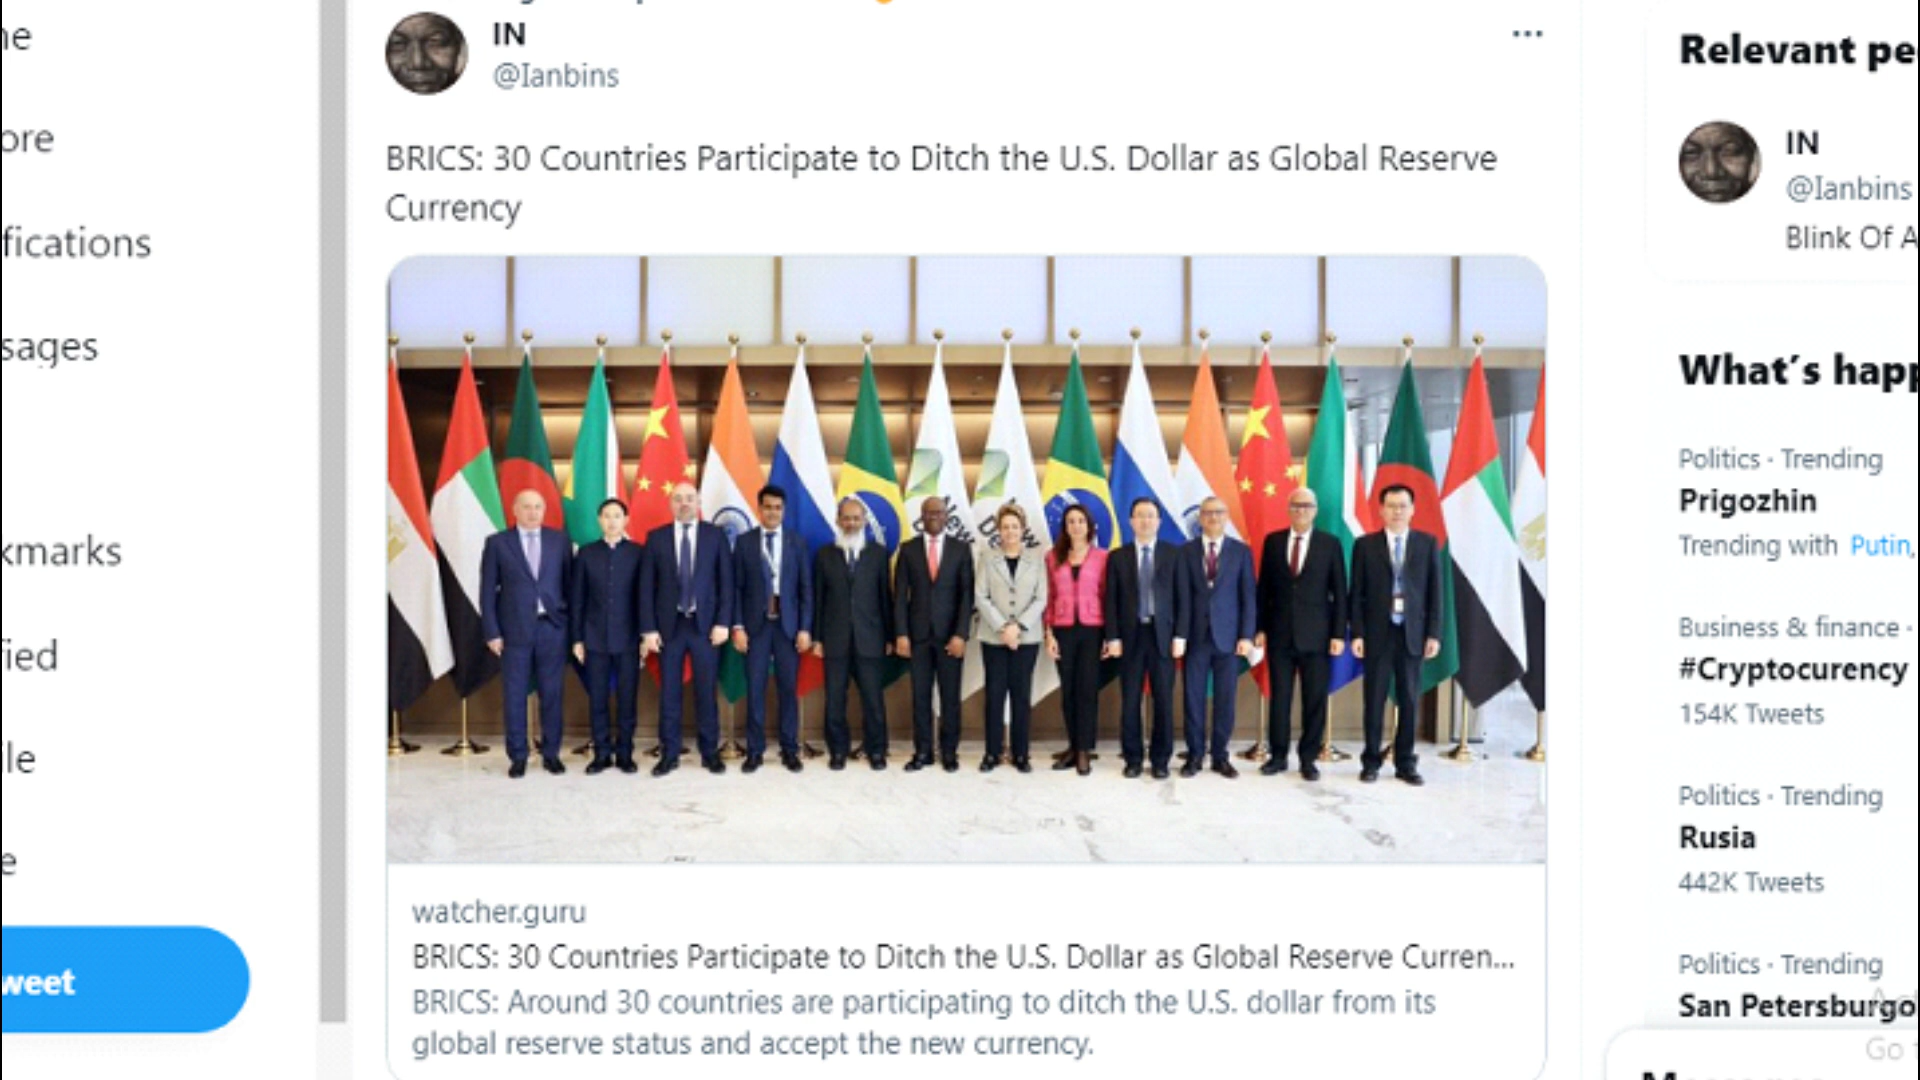 IN
@Ianbins
BRICS: 30 Countries Participate to Ditch the U.S. Dollar as Global Reserve
Currency
New
New
watcher.guru
BRICS: 30 Countries Participate to Ditch the U.S. Dollar as Global Reserve Curren...
BRICS: Around 30 countries are participating to ditch the U.S. dollar from its
global reserve status and accept the new currency.
ore
fications
sages
kmarks
fied
ile
weet
Relevant pe
IN
@Ianbins
Blink Of A
What's happ
Politics · Trending
Prigozhin
Trending with Putin,
Business & finance ·
#Cryptocurency
154K Tweets
Politics · Trending
Rusia
442K Tweets
Politics · Trending
San Petersburgo
Go